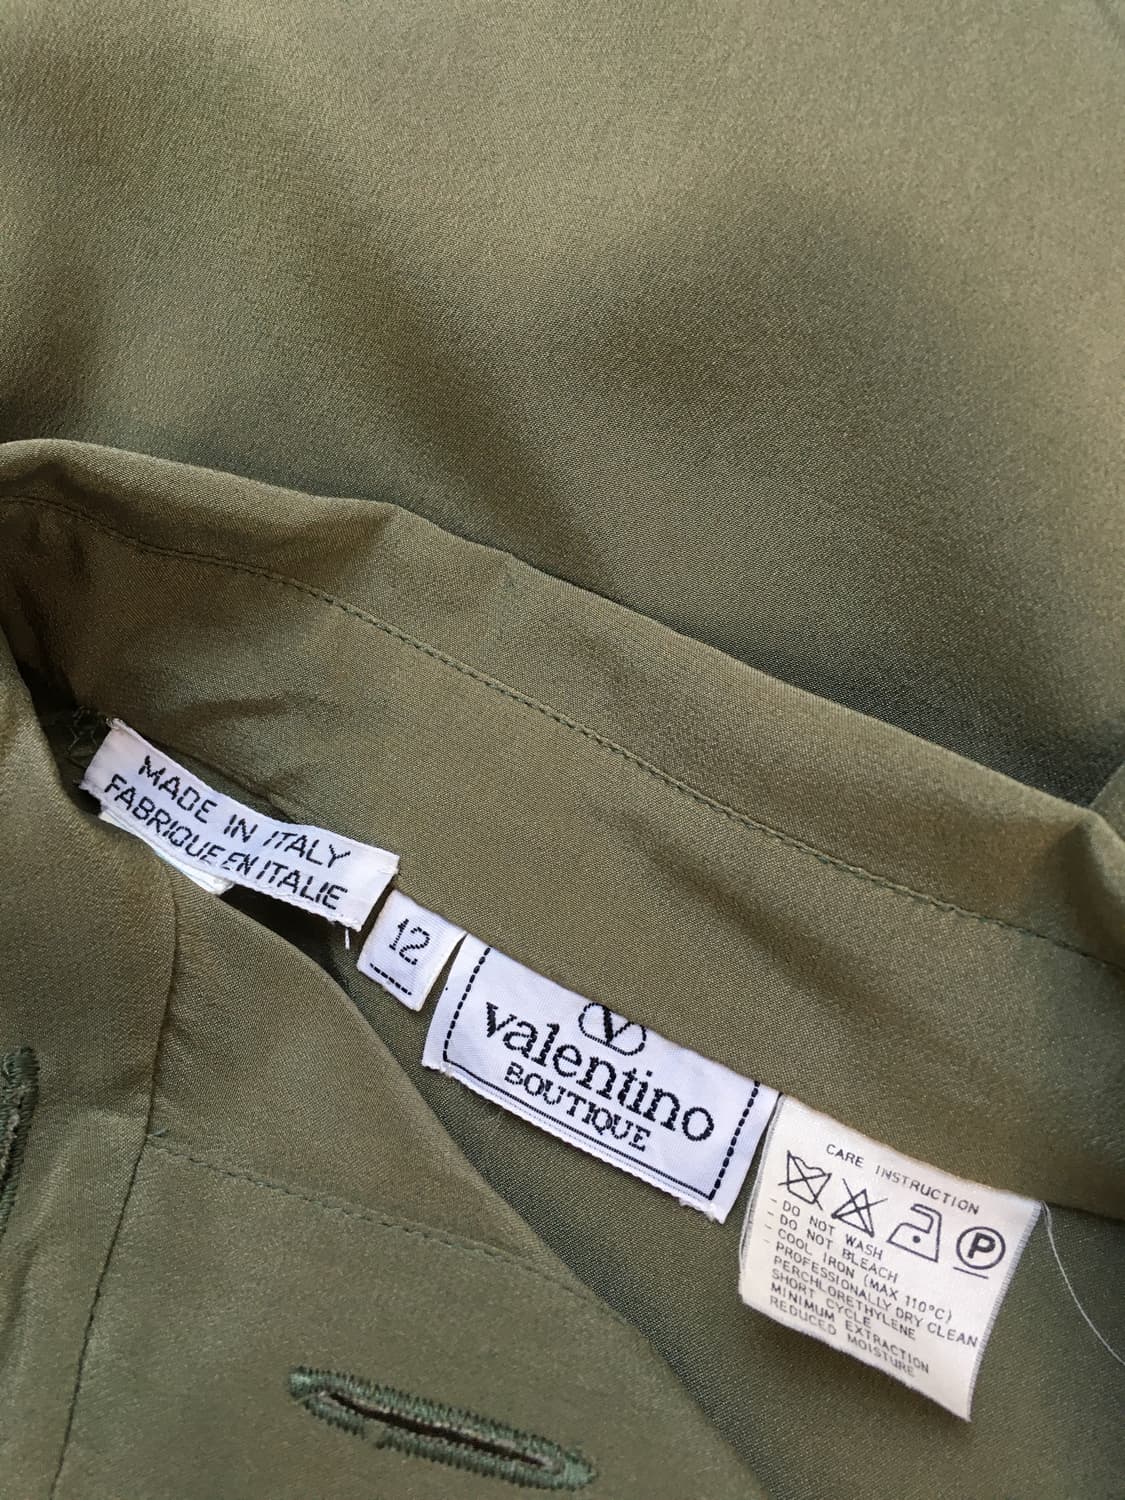 MADE IN ITALY
FABRIQUE EN ITALIE
12
V
valentino
BOUTIQUE
CARE INSTRUCTION
P
- DO NOT WASH
- DO NOT BLEACH
- COOL IRON (MAX 110°C)
PROFESSIONALLY DRY CLEAN
PERCHLORETHYLENE
SHORT CYCLE
MINIMUM EXTRACTION
REDUCED MOISTURE